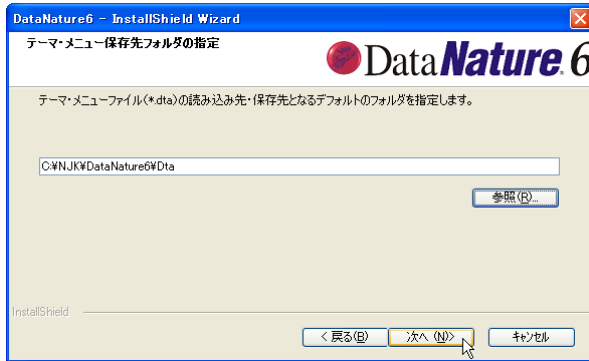 DataNature6 - InstallShield Wizard
テーマ・メニュー保存先フォルダの指定
DataNature.6
テーマ・メニューファイル(*.dta)の読み込み先・保存先となるデフォルトのフォルダを指定します。
C:¥NJK¥DataNature6¥Dta
参照(R)...
InstallShield
< 戻る(B) 次へ (N)> キャンセル